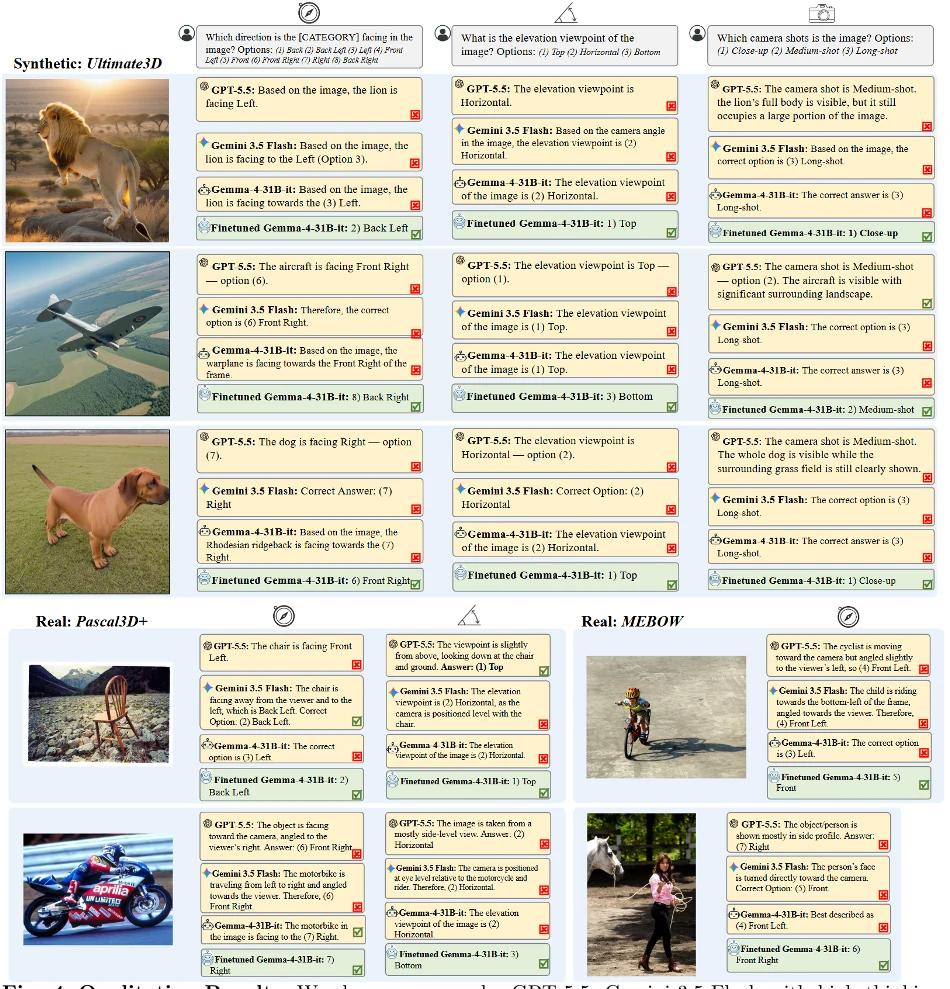 Which direction is the [CATEGORY] facing in the
image? Options: (1) Back (2) Back Left (3) Left (4) Front
Left (5) Front (6) Front Right (7) Right (8) Back Right
What is the elevation viewpoint of the
image? Options: (1) Top (2) Horizontal (3) Bottom
Which camera shots is the image? Options:
(1) Close-up (2) Medium-shot (3) Long-shot
Synthetic: Ultimate3D
GPT-5.5: Based on the image, the lion is
facing Left.
Gemini 3.5 Flash: Based on the image, the
lion is facing to the Left (Option 3).
Gemma-4-31B-it: Based on the image, the
lion is facing towards the (3) Left.
Finetuned Gemma-4-31B-it: 2) Back Left
GPT-5.5: The elevation viewpoint is
Horizontal.
Gemini 3.5 Flash: Based on the camera angle
in the image, the elevation viewpoint is (2)
Horizontal.
Gemma-4-31B-it: The elevation viewpoint
of the image is (2) Horizontal.
Finetuned Gemma-4-31B-it: 1) Top
GPT-5.5: The camera shot is Medium-shot.
the lion's full body is visible, but it still
occupies a large portion of the image.
Gemini 3.5 Flash: Based on the image, the
correct option is (3) Long-shot.
Gemma-4-31B-it: The correct answer is (3)
Long-shot.
Finetuned Gemma-4-31B-it: 1) Close-up
GPT-5.5: The aircraft is facing Front Right
— option (6).
Gemini 3.5 Flash: Therefore, the correct
option is (6) Front Right.
Gemma-4-31B-it: Based on the image, the
warplane is facing towards the Front Right of the
frame.
Finetuned Gemma-4-31B-it: 8) Back Right
GPT-5.5: The elevation viewpoint is Top —
option (1).
Gemini 3.5 Flash: The elevation viewpoint
of the image is (1) Top.
Gemma-4-31B-it: The elevation viewpoint
of the image is (1) Top.
Finetuned Gemma-4-31B-it: 3) Bottom
GPT-5.5: The camera shot is Medium-shot
— option (2). The aircraft is visible with
significant surrounding landscape.
Gemini 3.5 Flash: The correct option is (3)
Long-shot.
Gemma-4-31B-it: The correct answer is (3)
Long-shot.
Finetuned Gemma-4-31B-it: 2) Medium-shot
GPT-5.5: The dog is facing Right — option
(7).
Gemini 3.5 Flash: Correct Answer: (7)
Right
Gemma-4-31B-it: Based on the image, the
Rhodesian ridgeback is facing towards the (7)
Right.
Finetuned Gemma-4-31B-it: 6) Front Right
GPT-5.5: The elevation viewpoint is
Horizontal — option (2).
Gemini 3.5 Flash: Correct Option: (2)
Horizontal
Gemma-4-31B-it: The elevation viewpoint
of the image is (2) Horizontal.
Finetuned Gemma-4-31B-it: 1) Top
GPT-5.5: The camera shot is Medium-shot.
The whole dog is visible while the
surrounding grass field is still clearly shown.
Gemini 3.5 Flash: The correct option is (3)
Long-shot.
Gemma-4-31B-it: The correct answer is (3)
Long-shot.
Finetuned Gemma-4-31B-it: 1) Close-up
Real: Pascal3D+
GPT-5.5: The chair is facing Front
Left.
Gemini 3.5 Flash: The chair is
facing away from the viewer and to the
left, which is Back Left. Correct
Option: (2) Back Left.
Gemma-4-31B-it: The correct
option is (3) Left
Finetuned Gemma-4-31B-it: 2)
Back Left
GPT-5.5: The viewpoint is slightly
from above, looking down at the chair
and ground. Answer: (1) Top
Gemini 3.5 Flash: The elevation
viewpoint is (2) Horizontal, as the
camera is positioned level with the
chair.
Gemma-4-31B-it: The elevation
viewpoint of the image is (2) Horizontal.
Finetuned Gemma-4-31B-it: 1) Top
Real: MEBOW
GPT-5.5: The cyclist is moving
toward the camera but angled slightly
to the viewer's left, so (4) Front Left.
Gemini 3.5 Flash: The child is riding
towards the bottom-left of the frame,
angled towards the viewer. Therefore,
(4) Front Left.
Gemma-4-31B-it: The correct option
is (3) Left.
Finetuned Gemma-4-31B-it: 5)
Front
GPT-5.5: The object is facing
toward the camera, angled to the
viewer's right. Answer: (6) Front Right
Gemini 3.5 Flash: The motorbike is
traveling from left to right and angled
towards the viewer. Therefore, (6)
Front Right
Gemma-4-31B-it: The motorbike in
the image is facing to the (7) Right.
Finetuned Gemma-4-31B-it: 7)
Right
GPT-5.5: The image is taken from a
mostly side-level view. Answer: (2)
Horizontal
Gemini 3.5 Flash: The camera is positioned
at eye level relative to the motorcycle and
rider. Therefore, (2) Horizontal.
Gemma-4-31B-it: The elevation
viewpoint of the image is (2)
Horizontal.
Finetuned Gemma-4-31B-it: 3)
Bottom
aprilia
GPT-5.5: The object/person is
shown mostly in side profile. Answer:
(7) Right
Gemini 3.5 Flash: The person's face
is turned directly toward the camera.
Correct Option: (5) Front.
Gemma-4-31B-it: Best described as
(4) Front Left.
Finetuned Gemma-4-31B-it: 6)
Front Right